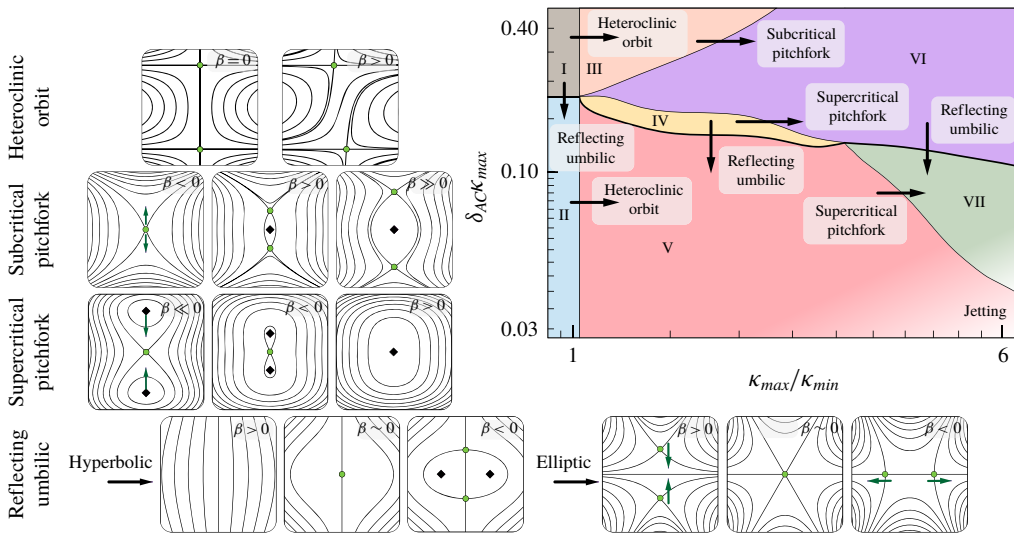 Heteroclinic
orbit
β = 0
β > 0
Subcritical
pitchfork
β < 0
β > 0
β ≫ 0
Supercritical
pitchfork
β ≪ 0
β < 0
β > 0
Reflecting
umbilic
Hyperbolic
β > 0
β ~ 0
β < 0
Elliptic
β > 0
β ~ 0
β < 0
δ_AC κ_max
0.40
0.10
0.03
I
Heteroclinic
orbit
III
Subcritical
pitchfork
VI
Reflecting
umbilic
IV
Supercritical
pitchfork
Reflecting
umbilic
Reflecting
umbilic
II
Heteroclinic
orbit
V
Supercritical
pitchfork
VII
Jetting
1
6
κ_max/κ_min